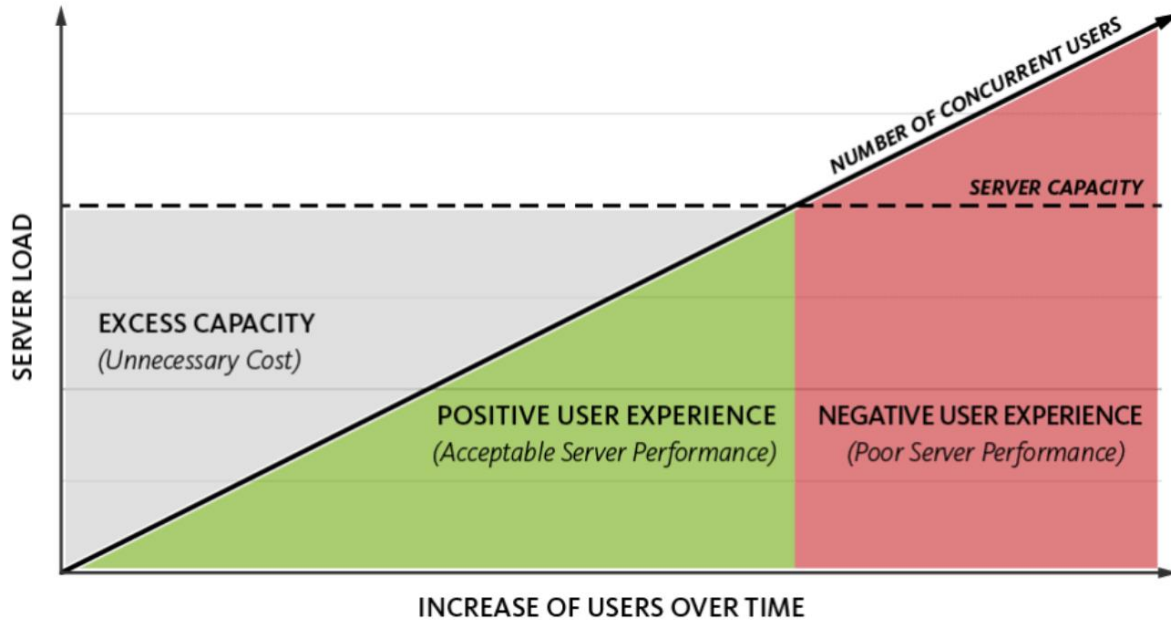 NUMBER OF CONCURRENT USERS
SERVER CAPACITY
SERVER LOAD
EXCESS CAPACITY
(Unnecessary Cost)
POSITIVE USER EXPERIENCE
(Acceptable Server Performance)
NEGATIVE USER EXPERIENCE
(Poor Server Performance)
INCREASE OF USERS OVER TIME